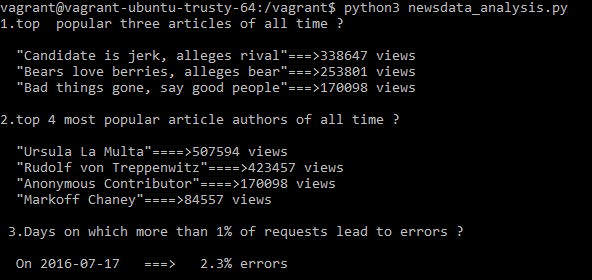 vagrant@vagrant-ubuntu-trusty-64:/vagrant$ python3 newsdata_analysis.py
1.top  popular three articles of all time ?
"Candidate is jerk, alleges rival"===>338647 views
"Bears love berries, alleges bear"===>253801 views
"Bad things gone, say good people"===>170098 views
2.top 4 most popular article authors of all time ?
"Ursula La Multa"====>507594 views
"Rudolf von Treppenwitz"====>423457 views
"Anonymous Contributor"====>170098 views
"Markoff Chaney"====>84557 views
3.Days on which more than 1% of requests lead to errors ?
On 2016-07-17   ===>   2.3% errors